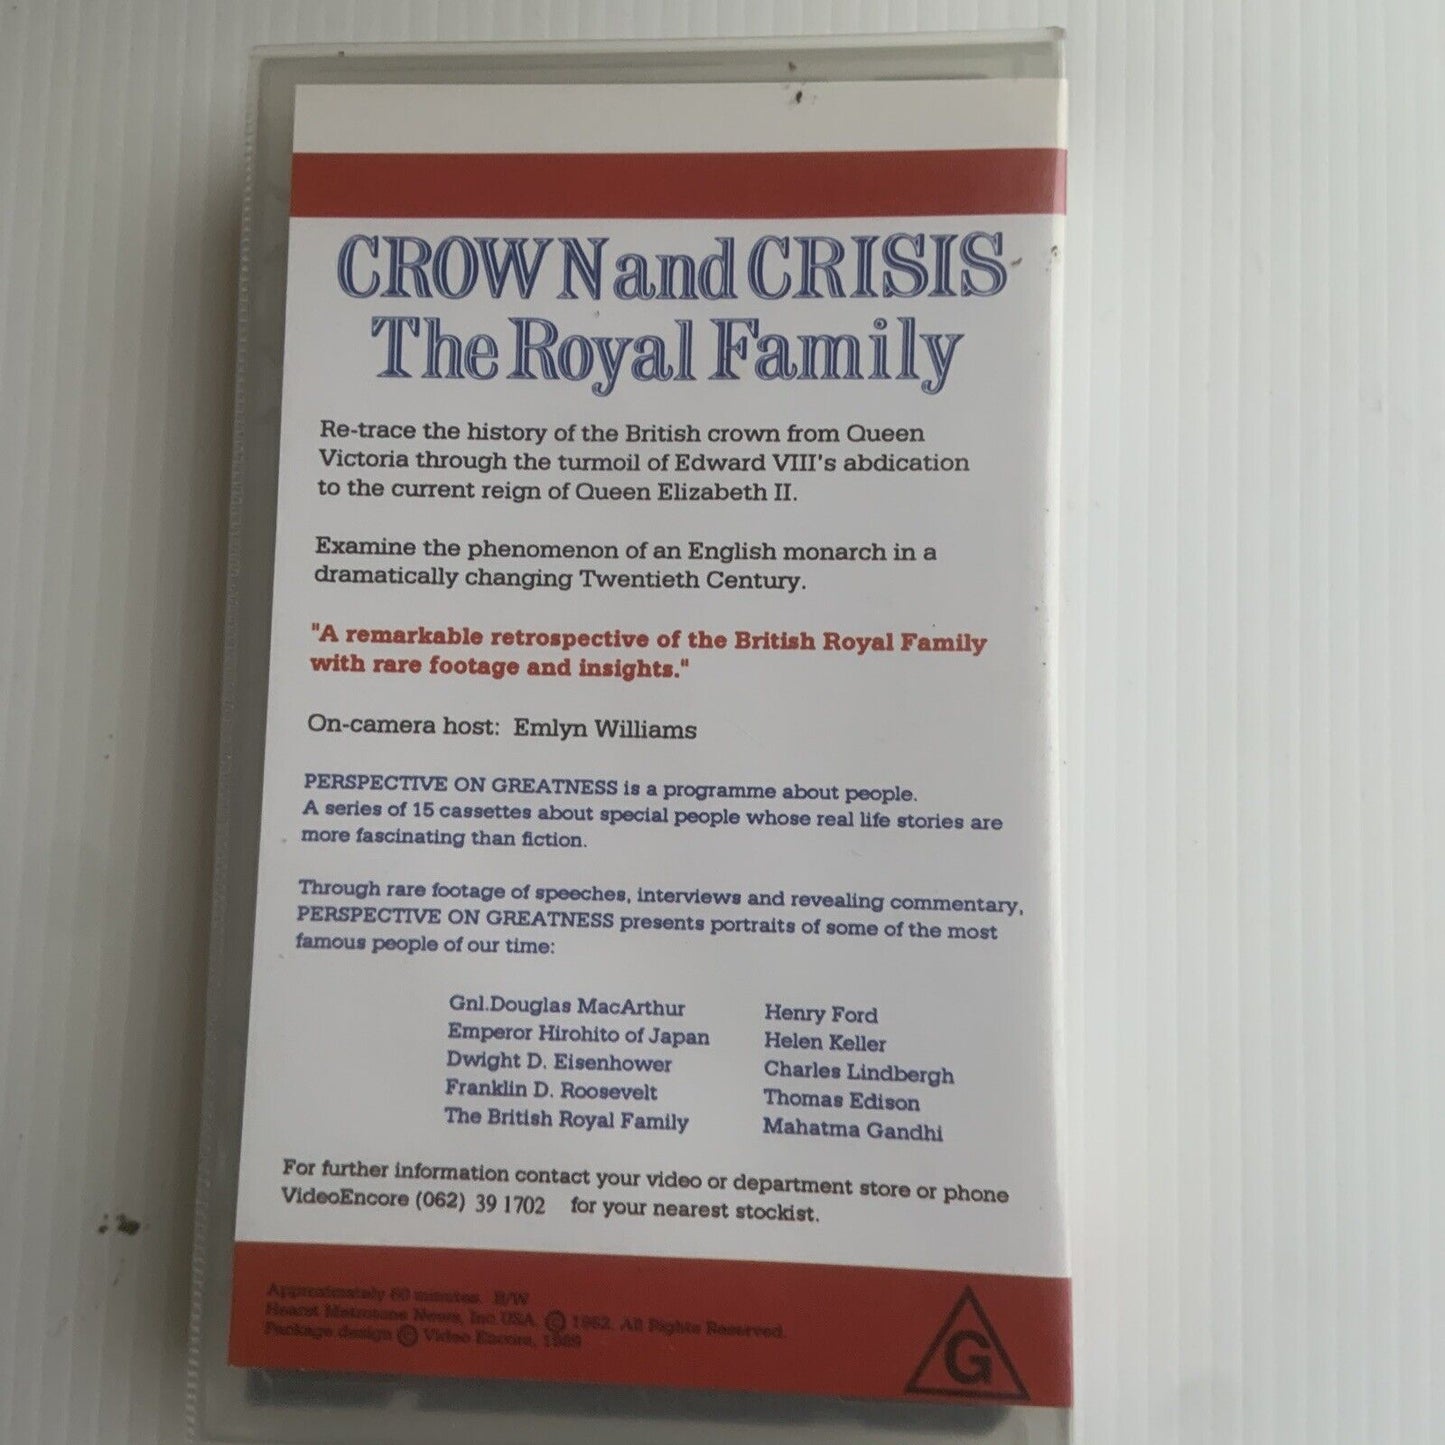 CROWN and CRISIS
The Royal Family
Re-trace the history of the British crown from Queen
Victoria through the turmoil of Edward VIII's abdication
to the current reign of Queen Elizabeth II.
Examine the phenomenon of an English monarch in a
dramatically changing Twentieth Century.
"A remarkable retrospective of the British Royal Family
with rare footage and insights."
On-camera host: Emlyn Williams
PERSPECTIVE ON GREATNESS is a programme about people.
A series of 15 cassettes about special people whose real life stories are
more fascinating than fiction.
Through rare footage of speeches, interviews and revealing commentary,
PERSPECTIVE ON GREATNESS presents portraits of some of the most
famous people of our time:
Gnl.Douglas MacArthur
Emperor Hirohito of Japan
Dwight D. Eisenhower
Franklin D. Roosevelt
The British Royal Family
Henry Ford
Helen Keller
Charles Lindbergh
Thomas Edison
Mahatma Gandhi
For further information contact your video or department store or phone
VideoEncore (062) 39 1702 for your nearest stockist.
Approximately 60 minutes. B/W
Hearst Metrotone News, Inc USA. © 1962. All Rights Reserved.
Package design © Video Encore, 1989
G